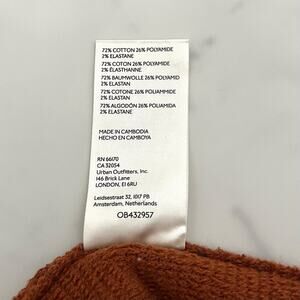 72% COTTON 26% POLYAMIDE
2% ELASTANE
72% COTON 26% POLYAMIDE
2% ÉLASTHANNE
72% BAUMWOLLE 26% POLYAMID
2% ELASTAN
72% COTONE 26% POLIAMMIDE
2% ELASTAN
72% ALGODÓN 26% POLIAMIDA
2% ELASTANE
MADE IN CAMBODIA
HECHO EN CAMBOYA
RN 66170
CA 32054
Urban Outfitters, Inc.
146 Brick Lane
LONDON, E1 6RU
Leidsestraat 32, 1017 PB
Amsterdam, Netherlands
OB432957